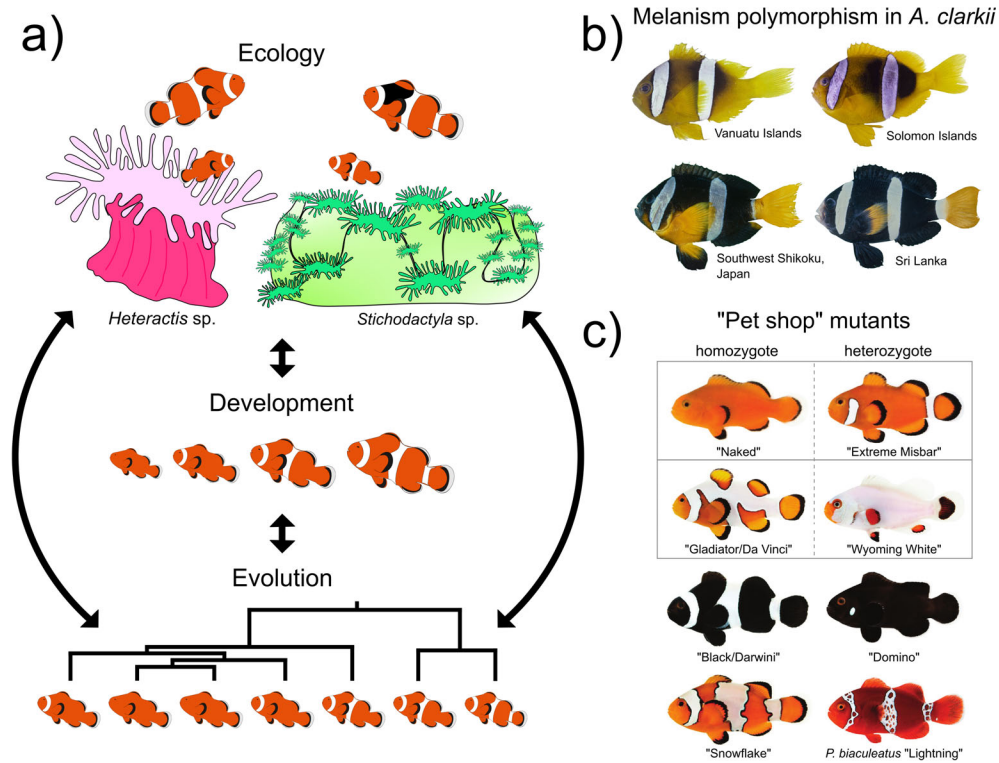 a)
Ecology
Heteractis sp.
Stichodactyla sp.
Development
Evolution
b)
Melanism polymorphism in A. clarkii
Vanuatu Islands
Solomon Islands
Southwest Shikoku,
Japan
Sri Lanka
c)
"Pet shop" mutants
homozygote
heterozygote
"Naked"
"Extreme Misbar"
"Gladiator/Da Vinci"
"Wyoming White"
"Black/Darwini"
"Domino"
"Snowflake"
P. biaculeatus "Lightning"